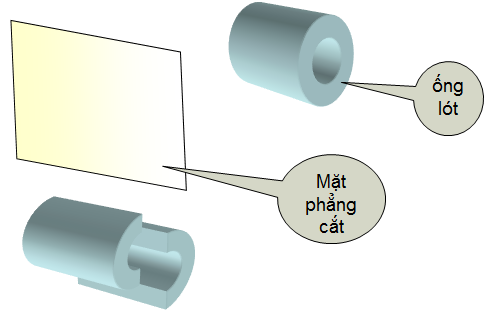 ống
lót
Mặt
phẳng
cắt